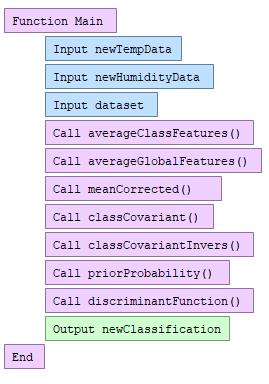 Function Main
Input newTempData
Input newHumidityData
Input dataset
Call averageClassFeatures()
Call averageGlobalFeatures()
Call meanCorrected()
Call classCovariant()
Call classCovariantInvers()
Call priorProbability()
Call discriminantFunction()
Output newClassification
End